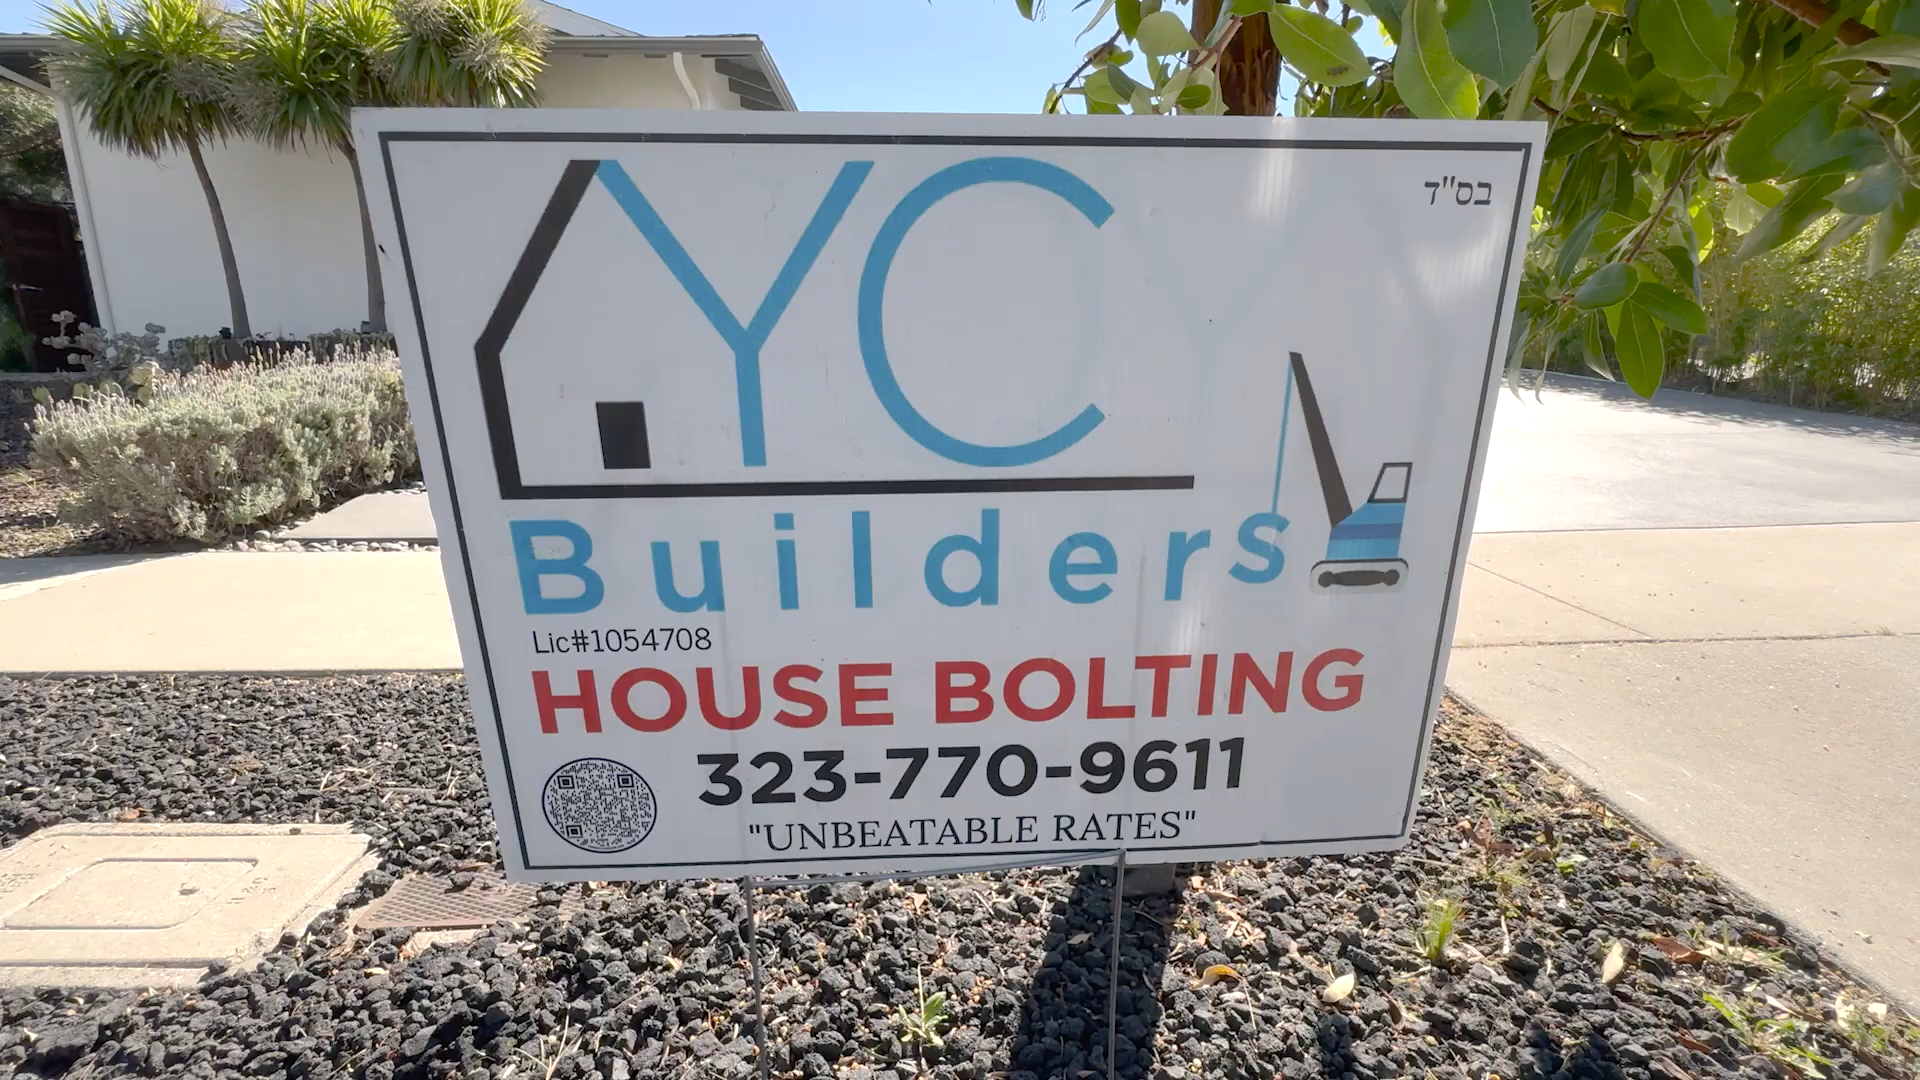 בס"ד
YC
Builders
Lic#1054708
HOUSE BOLTING
323-770-9611
"UNBEATABLE RATES"